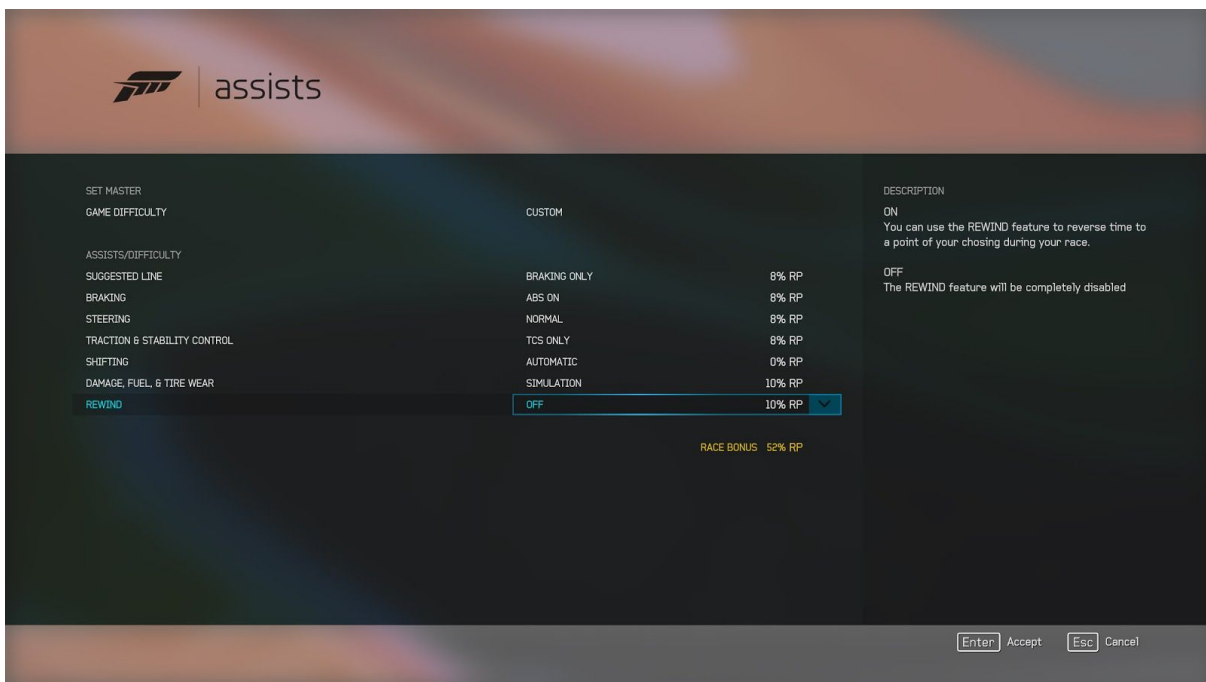 assists
SET MASTER
GAME DIFFICULTY CUSTOM
ASSISTS/DIFFICULTY
SUGGESTED LINE BRAKING ONLY 8% RP
BRAKING ABS ON 8% RP
STEERING NORMAL 8% RP
TRACTION & STABILITY CONTROL TCS ONLY 8% RP
SHIFTING AUTOMATIC 0% RP
DAMAGE, FUEL, & TIRE WEAR SIMULATION 10% RP
REWIND OFF 10% RP
RACE BONUS 52% RP
DESCRIPTION
ON
You can use the REWIND feature to reverse time to
a point of your chosing during your race.
OFF
The REWIND feature will be completely disabled
Enter Accept Esc Cancel